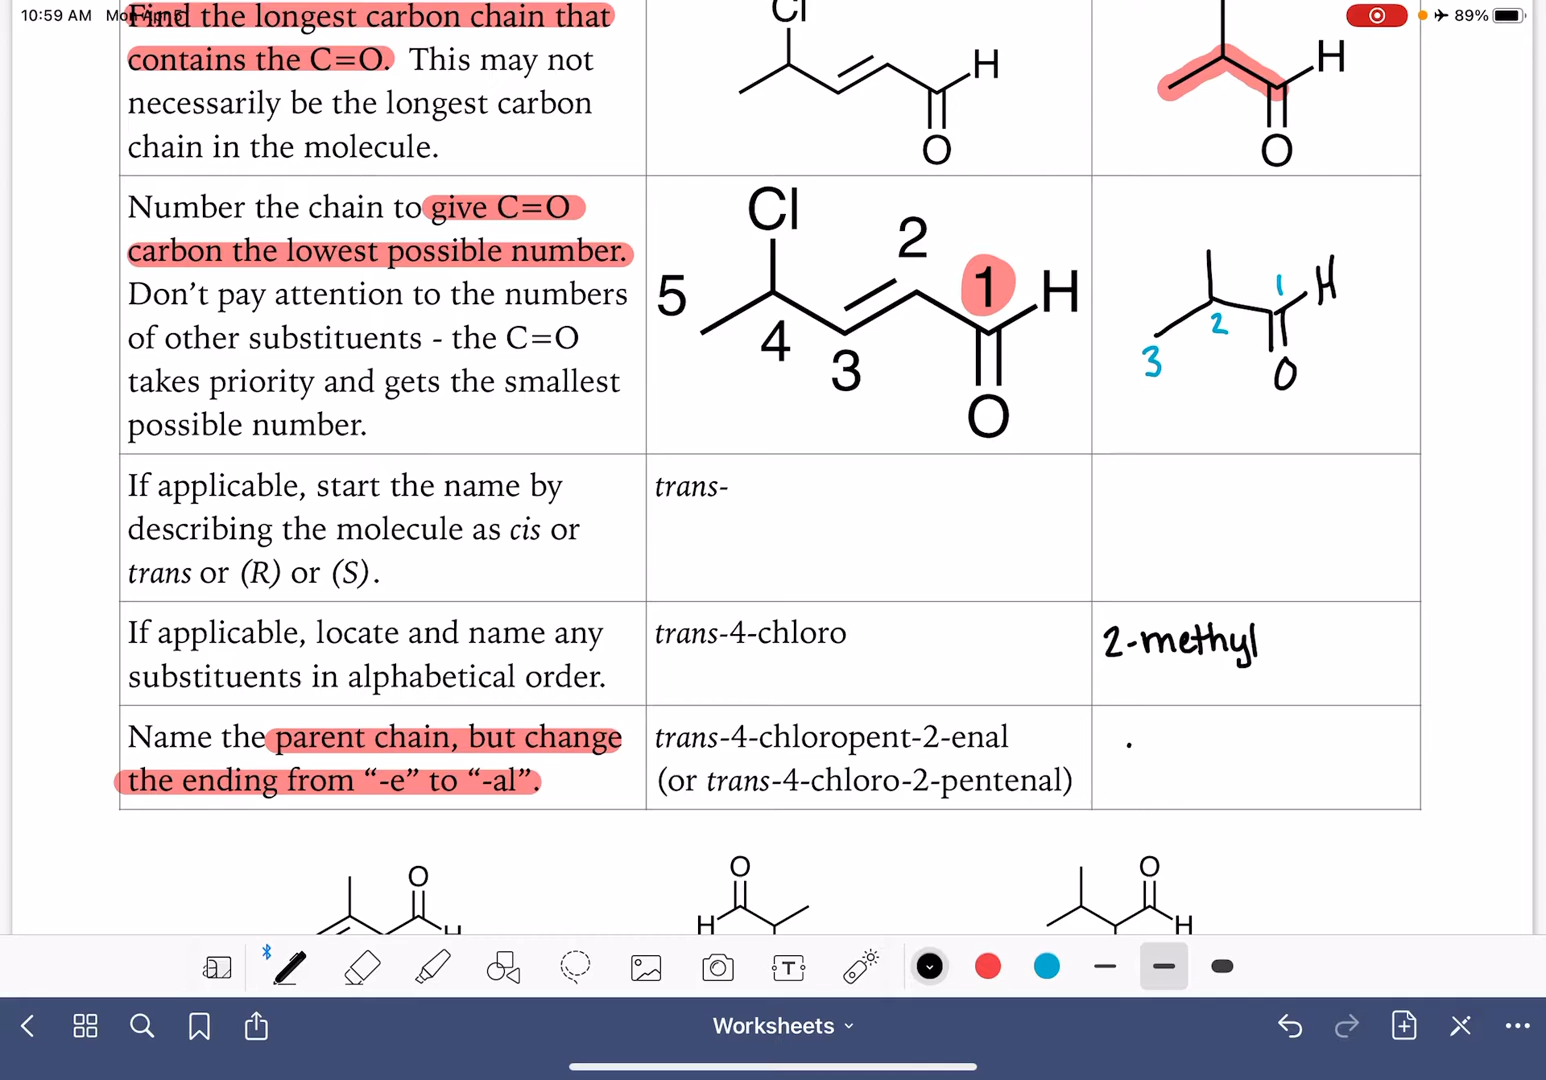 10:59 AM Mon Apr 5
89%
Find the longest carbon chain that
contains the C=O. This may not
necessarily be the longest carbon
chain in the molecule.
Cl
H
O
H
O
Number the chain to give C=O
carbon the lowest possible number.
Don't pay attention to the numbers
of other substituents - the C=O
takes priority and gets the smallest
possible number.
Cl
2
5
1
H
4
3
O
1
H
2
3
O
If applicable, start the name by
describing the molecule as cis or
trans or (R) or (S).
trans-
If applicable, locate and name any
substituents in alphabetical order.
trans-4-chloro
2-methyl
Name the parent chain, but change
the ending from “-e” to “-al”.
trans-4-chloropent-2-enal
(or trans-4-chloro-2-pentenal)
O
H
O
H
O
H
T
Worksheets